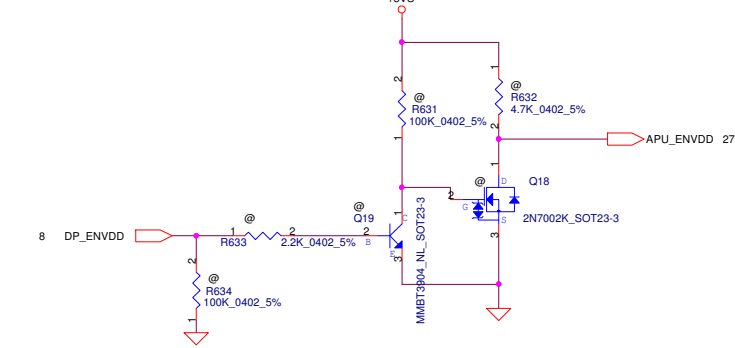 1
2
@
@
R632
R631
4.7K_0402_5%
100K_0402_5%
2
1
APU_ENVDD 27
1
@
D
Q18
2
G
@
Q19
1
C
2N7002K_SOT23-3
S
8 DP_ENVDD
@
1
2
2
R633
2.2K_0402_5%
B
E
3
3
MMBT3904_NL_SOT23-3
2
@
R634
100K_0402_5%
1